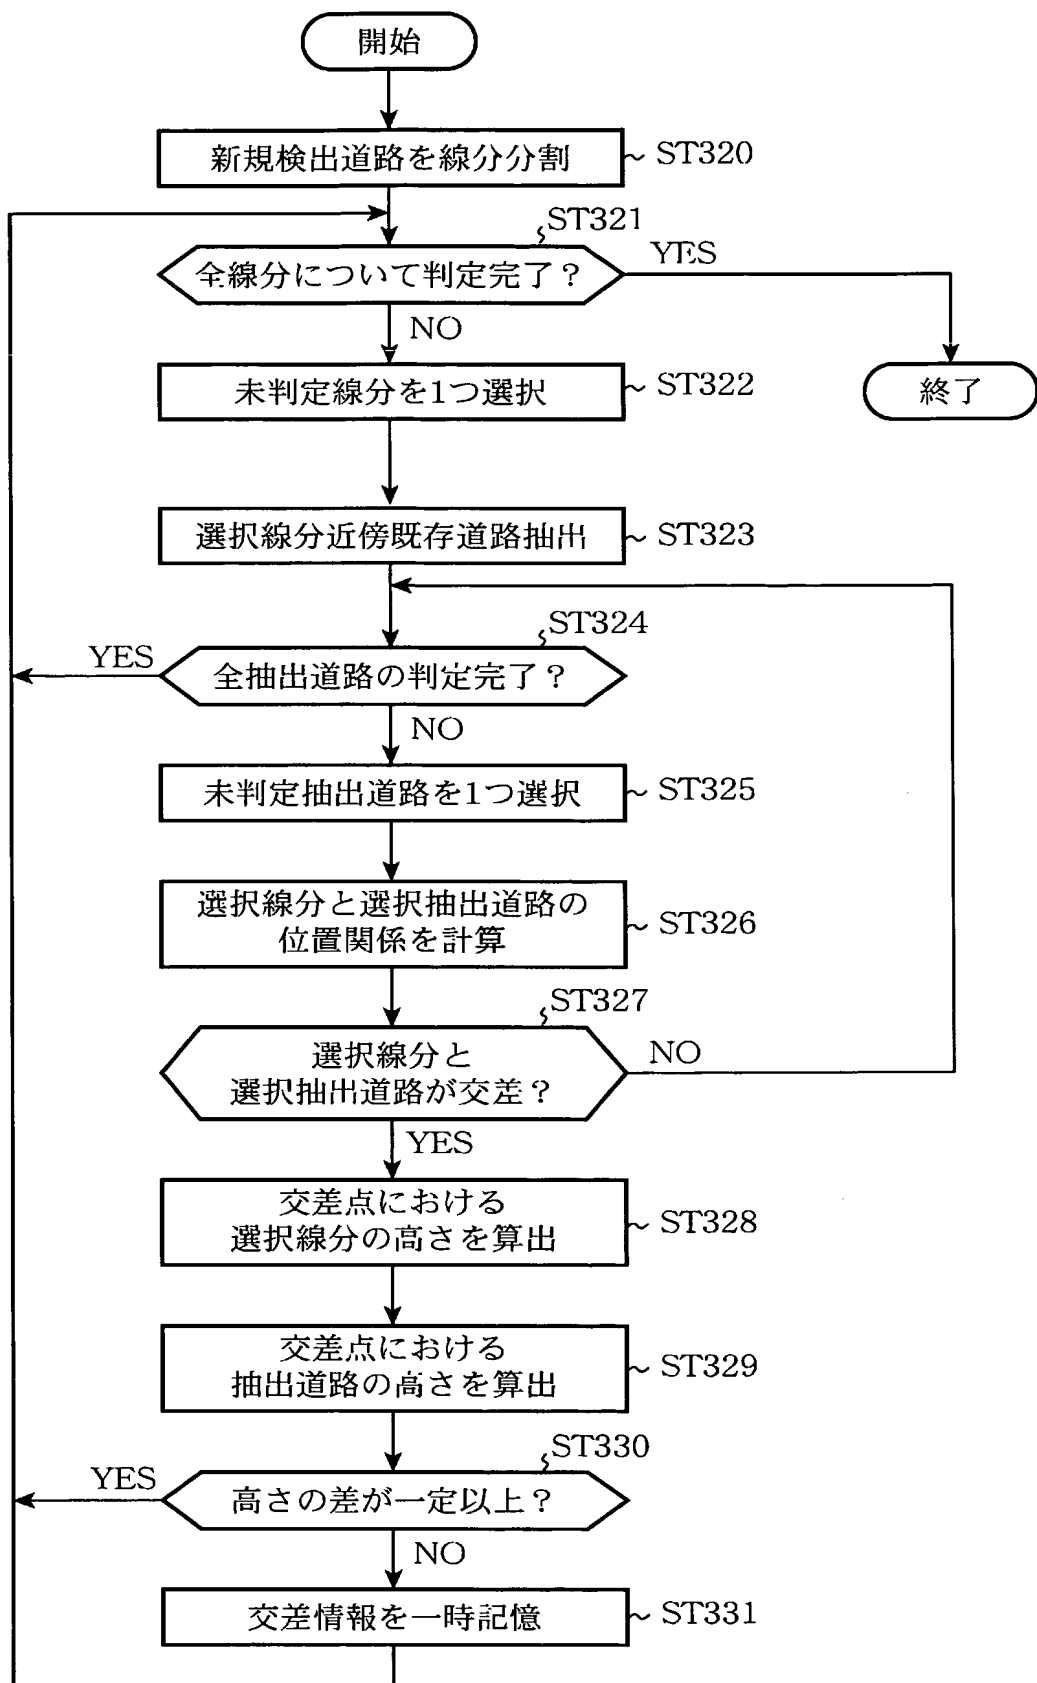 開始
新規検出道路を線分分割
ST320
ST321
全線分について判定完了？
YES
NO
未判定線分を1つ選択
ST322
終了
選択線分近傍既存道路抽出
ST323
ST324
YES
全抽出道路の判定完了？
NO
未判定抽出道路を1つ選択
ST325
選択線分と選択抽出道路の
位置関係を計算
ST326
ST327
選択線分と
選択抽出道路が交差？
NO
YES
交差点における
選択線分の高さを算出
ST328
交差点における
抽出道路の高さを算出
ST329
ST330
YES
高さの差が一定以上？
NO
交差情報を一時記憶
ST331